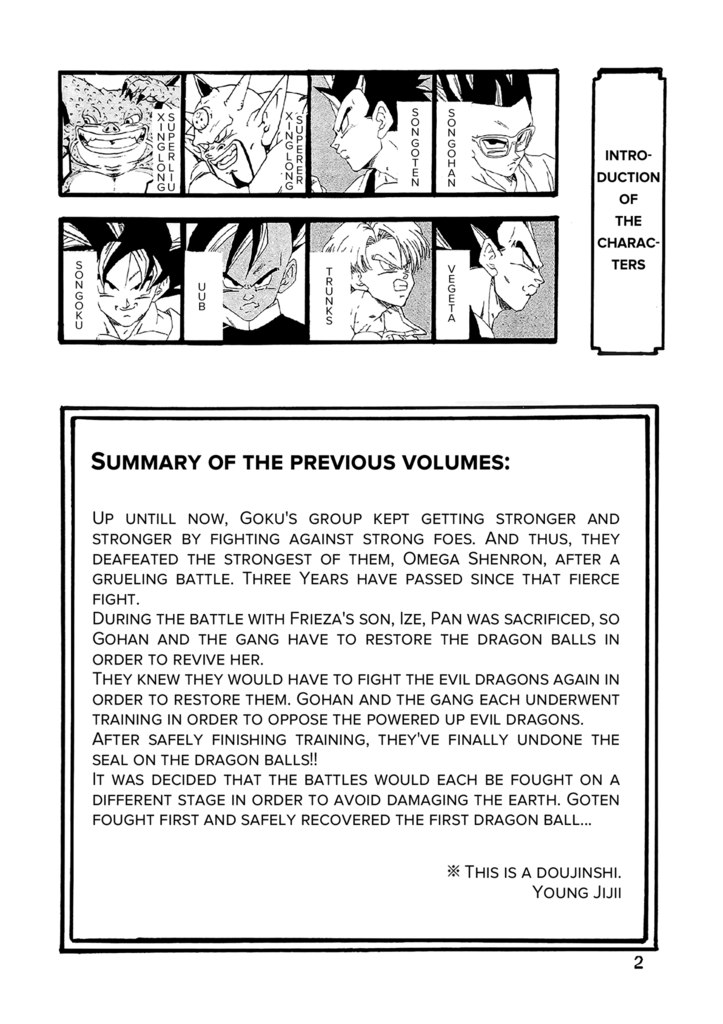 SUPER LIU
XING LONG
SUPERER
XING LONG
SON GOTEN
SON GOHAN
SON GOKU
UUB
TRUNKS
VEGETA
INTRO-
DUCTION
OF
THE
CHARAC-
TERS
SUMMARY OF THE PREVIOUS VOLUMES:
UP UNTILL NOW, GOKU'S GROUP KEPT GETTING STRONGER AND
STRONGER BY FIGHTING AGAINST STRONG FOES. AND THUS, THEY
DEAFEATED THE STRONGEST OF THEM, OMEGA SHENRON, AFTER A
GRUELING BATTLE. THREE YEARS HAVE PASSED SINCE THAT FIERCE
FIGHT.
DURING THE BATTLE WITH FRIEZA'S SON, IZE, PAN WAS SACRIFICED, SO
GOHAN AND THE GANG HAVE TO RESTORE THE DRAGON BALLS IN
ORDER TO REVIVE HER.
THEY KNEW THEY WOULD HAVE TO FIGHT THE EVIL DRAGONS AGAIN IN
ORDER TO RESTORE THEM. GOHAN AND THE GANG EACH UNDERWENT
TRAINING IN ORDER TO OPPOSE THE POWERED UP EVIL DRAGONS.
AFTER SAFELY FINISHING TRAINING, THEY'VE FINALLY UNDONE THE
SEAL ON THE DRAGON BALLS!!
IT WAS DECIDED THAT THE BATTLES WOULD EACH BE FOUGHT ON A
DIFFERENT STAGE IN ORDER TO AVOID DAMAGING THE EARTH. GOTEN
FOUGHT FIRST AND SAFELY RECOVERED THE FIRST DRAGON BALL...
※ THIS IS A DOUJINSHI.
YOUNG JIJII
2